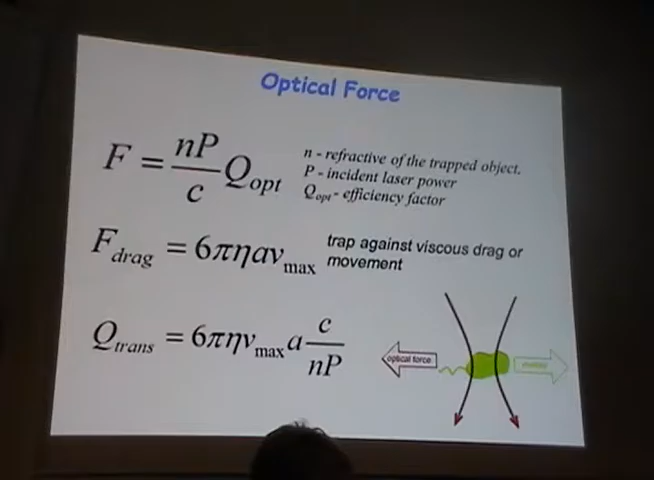 Optical Force
F = nP/c Q_opt
n - refractive of the trapped object.
P - incident laser power
Q_opt - efficiency factor
F_drag = 6πηav_max
trap against viscous drag or
movement
Q_trans = 6πηv_max a c/nP
optical force